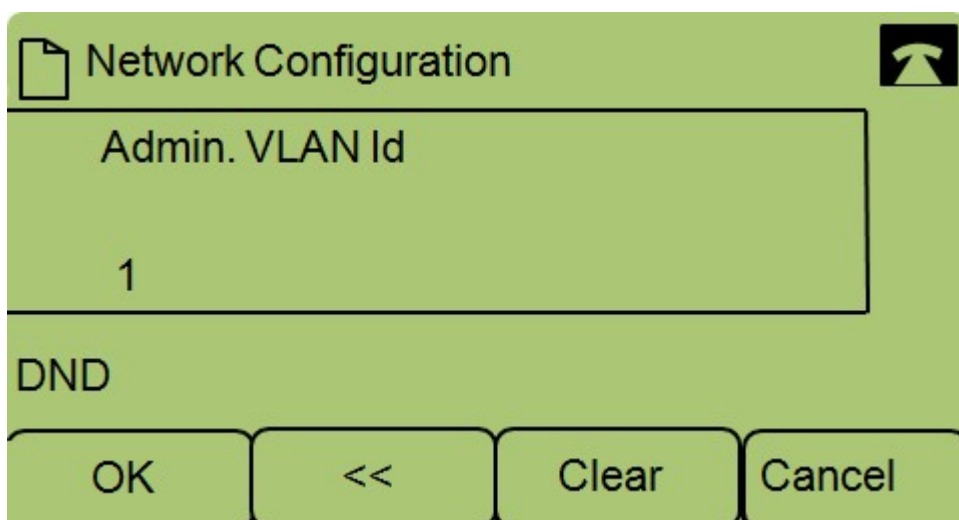 Network Configuration
Admin. VLAN Id
1
DND
OK << Clear Cancel